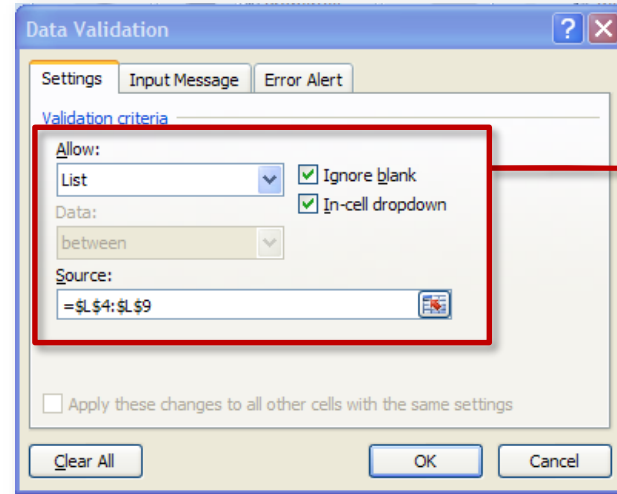 Data Validation
Settings Input Message Error Alert
Validation criteria
Allow:
List
Ignore blank
Data:
In-cell dropdown
between
Source:
=$L$4:$L$9
Apply these changes to all other cells with the same settings
Clear All OK Cancel